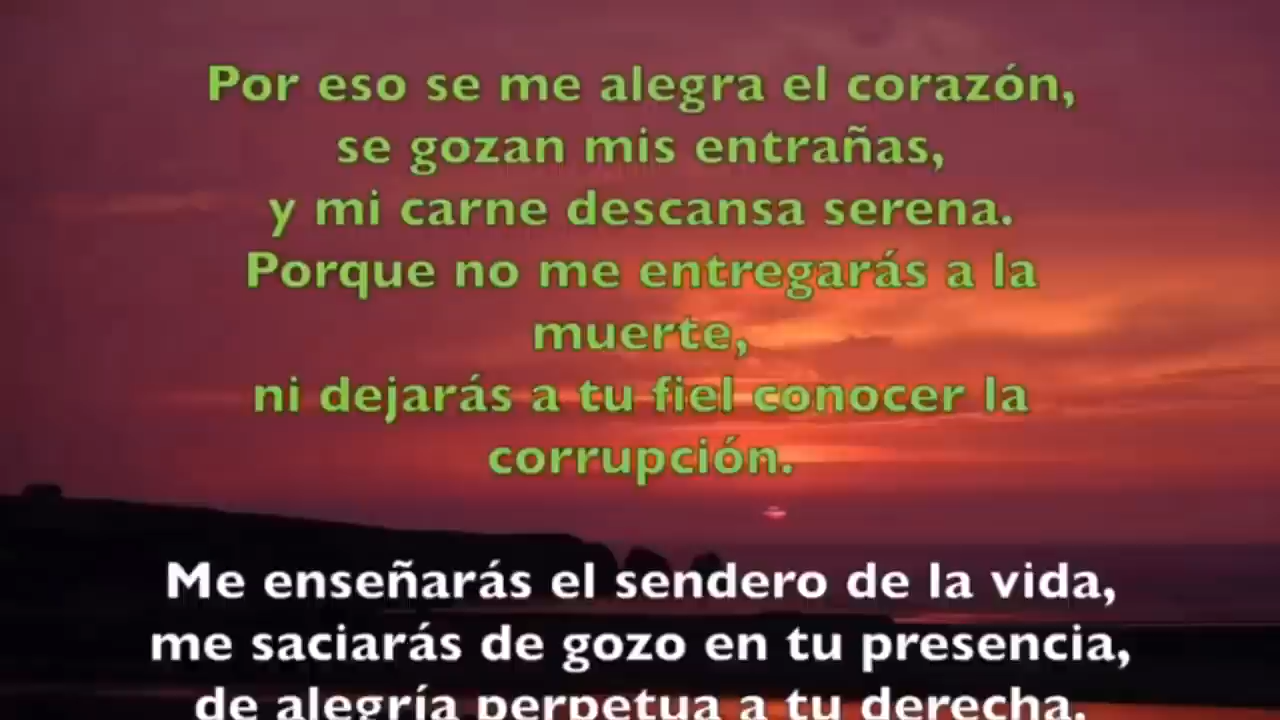 Por eso se me alegra el corazón,
se gozan mis entrañas,
y mi carne descansa serena.
Porque no me entregarás a la
muerte,
ni dejarás a tu fiel conocer la
corrupción.
Me enseñarás el sendero de la vida,
me saciarás de gozo en tu presencia,
de alegría perpetua a tu derecha.